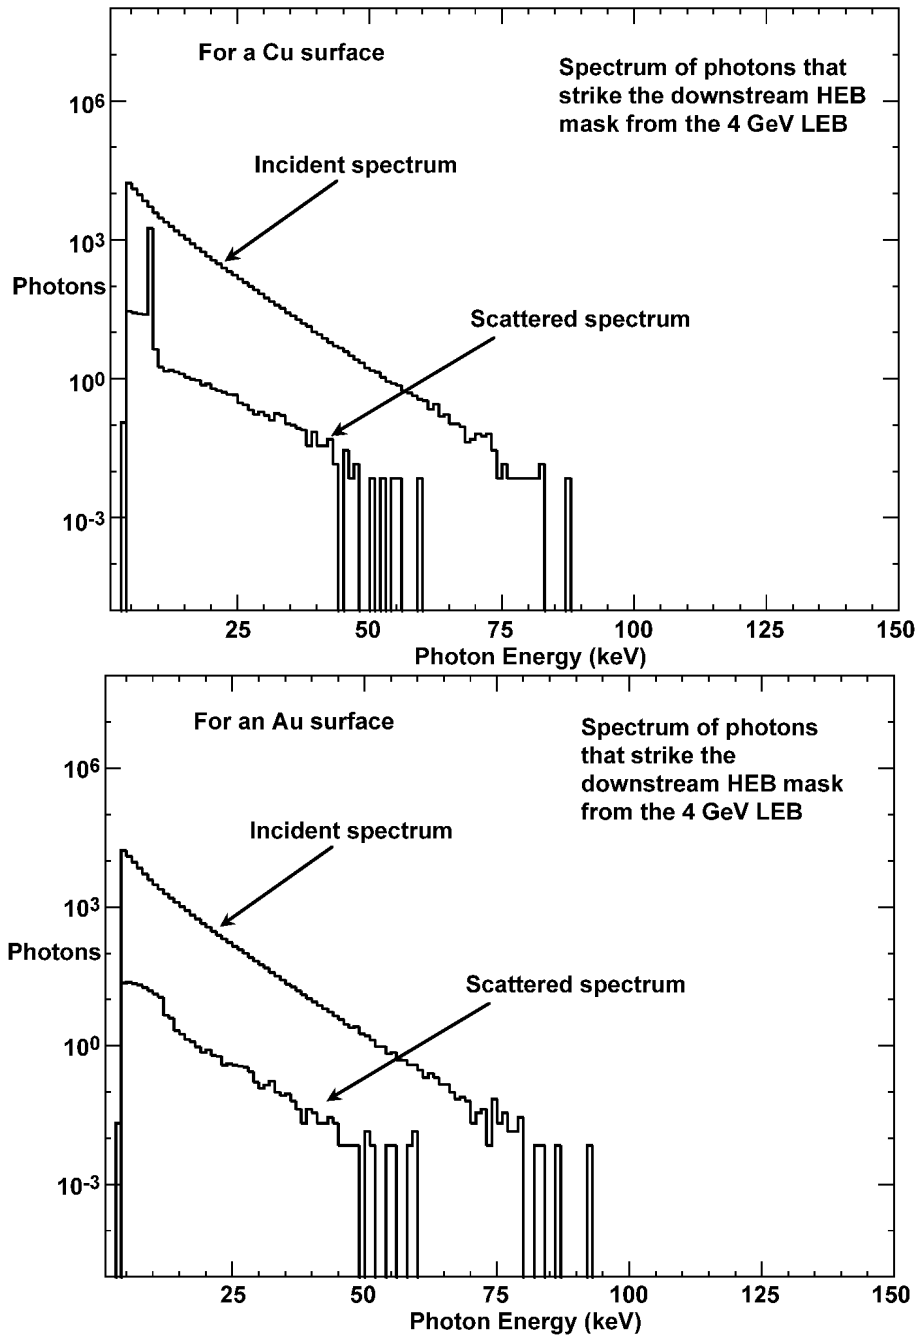 For a Cu surface
Spectrum of photons that
strike the downstream HEB
mask from the 4 GeV LEB
10⁶
Incident spectrum
10³
Photons
Scattered spectrum
10⁰
10⁻³
25 50 75 100 125 150
Photon Energy (keV)
For an Au surface
Spectrum of photons
that strike the
downstream HEB mask
from the 4 GeV LEB
10⁶
Incident spectrum
10³
Photons
Scattered spectrum
10⁰
10⁻³
25 50 75 100 125 150
Photon Energy (keV)